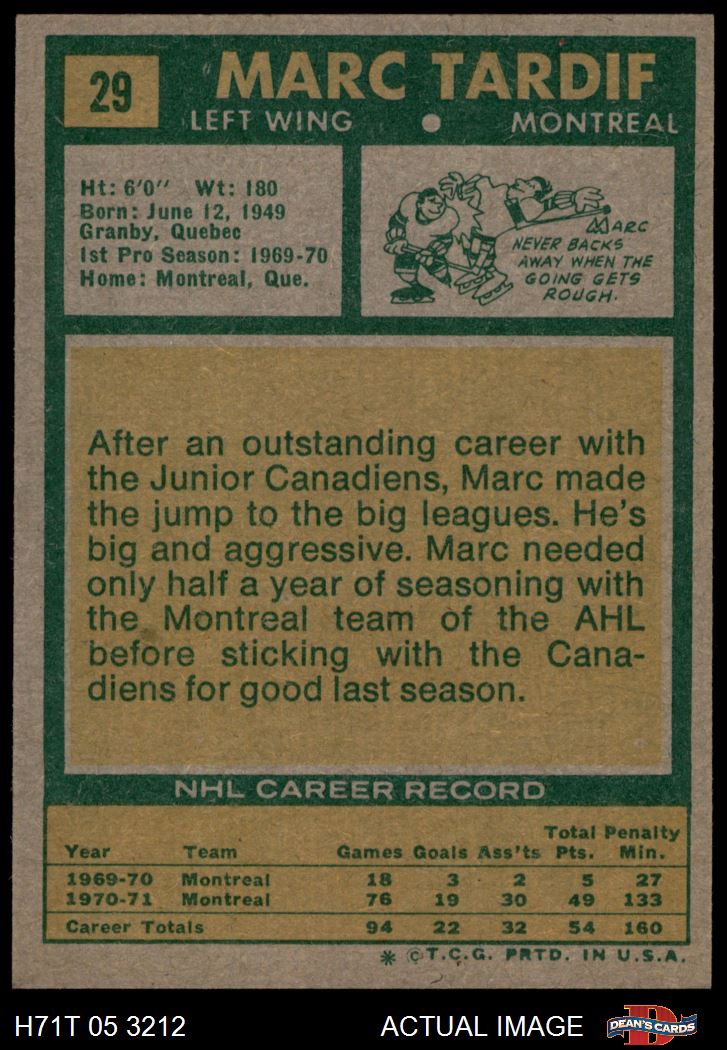 29
MARC TARDIF
LEFT WING • MONTREAL
Ht: 6'0" Wt: 180
Born: June 12, 1949
Granby, Quebec
1st Pro Season: 1969-70
Home: Montreal, Que.
MARC
NEVER BACKS
AWAY WHEN THE
GOING GETS
ROUGH.
After an outstanding career with
the Junior Canadiens, Marc made
the jump to the big leagues. He's
big and aggressive. Marc needed
only half a year of seasoning with
the Montreal team of the AHL
before sticking with the Cana-
diens for good last season.
NHL CAREER RECORD
Total Penalty
Year Team Games Goals Ass'ts Pts. Min.
1969-70 Montreal 18 3 2 5 27
1970-71 Montreal 76 19 30 49 133
Career Totals 94 22 32 54 160
* © T.C.G. PRTD. IN U.S.A.
H71T 05 3212 ACTUAL IMAGE D DEAN'S CARDS